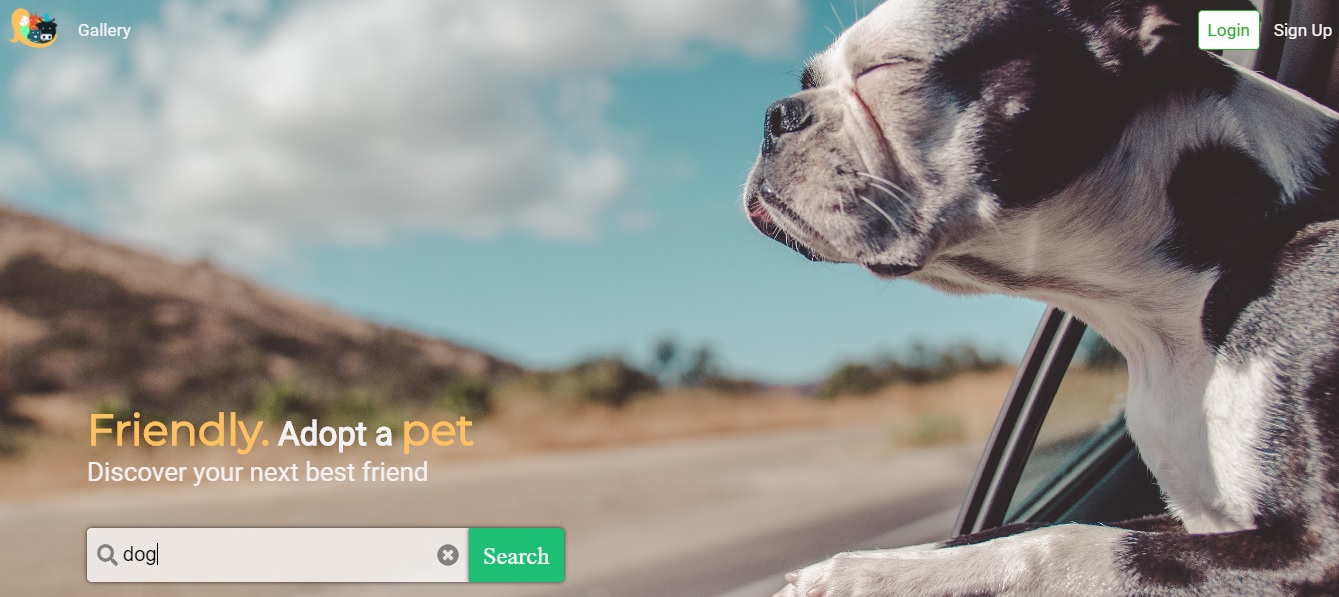 Gallery
Login
Sign Up
Friendly. Adopt a pet
Discover your next best friend
dog
Search